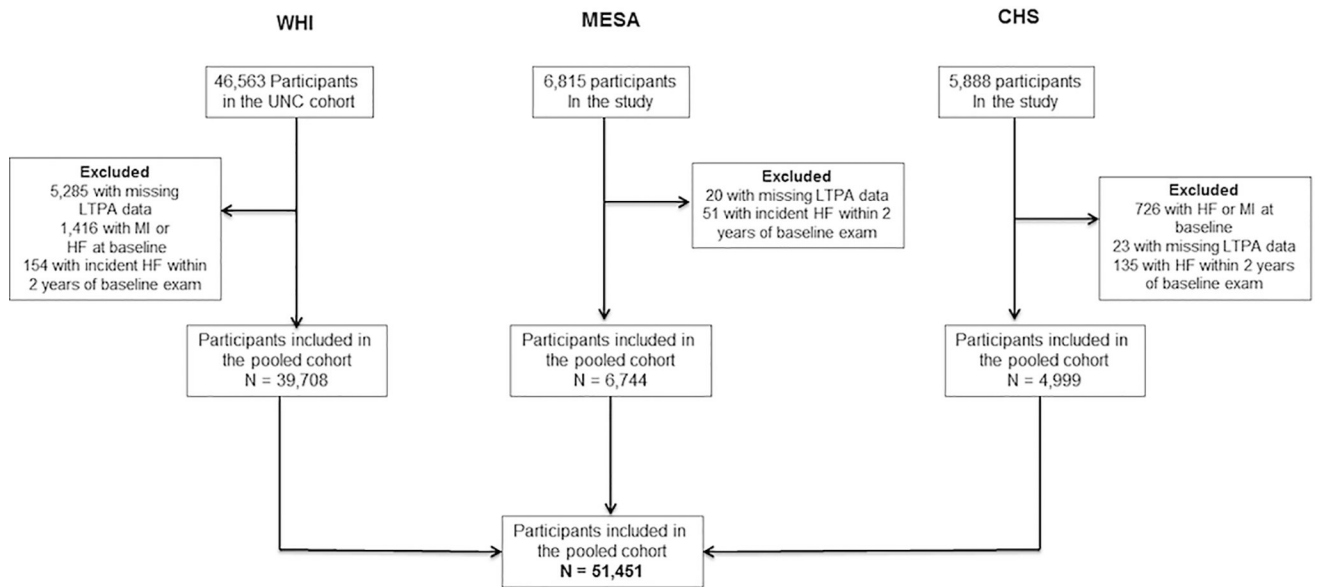 WHI
MESA
CHS
46,563 Participants
in the UNC cohort
6,815 participants
In the study
5,888 participants
In the study
Excluded
5,285 with missing
LTPA data
1,416 with MI or
HF at baseline
154 with incident HF within
2 years of baseline exam
Excluded
20 with missing LTPA data
51 with incident HF within 2
years of baseline exam
Excluded
726 with HF or MI at
baseline
23 with missing LTPA data
135 with HF within 2 years
of baseline exam
Participants included in
the pooled cohort
N = 39,708
Participants included in
the pooled cohort
N = 6,744
Participants included in
the pooled cohort
N = 4,999
Participants included in
the pooled cohort
N = 51,451